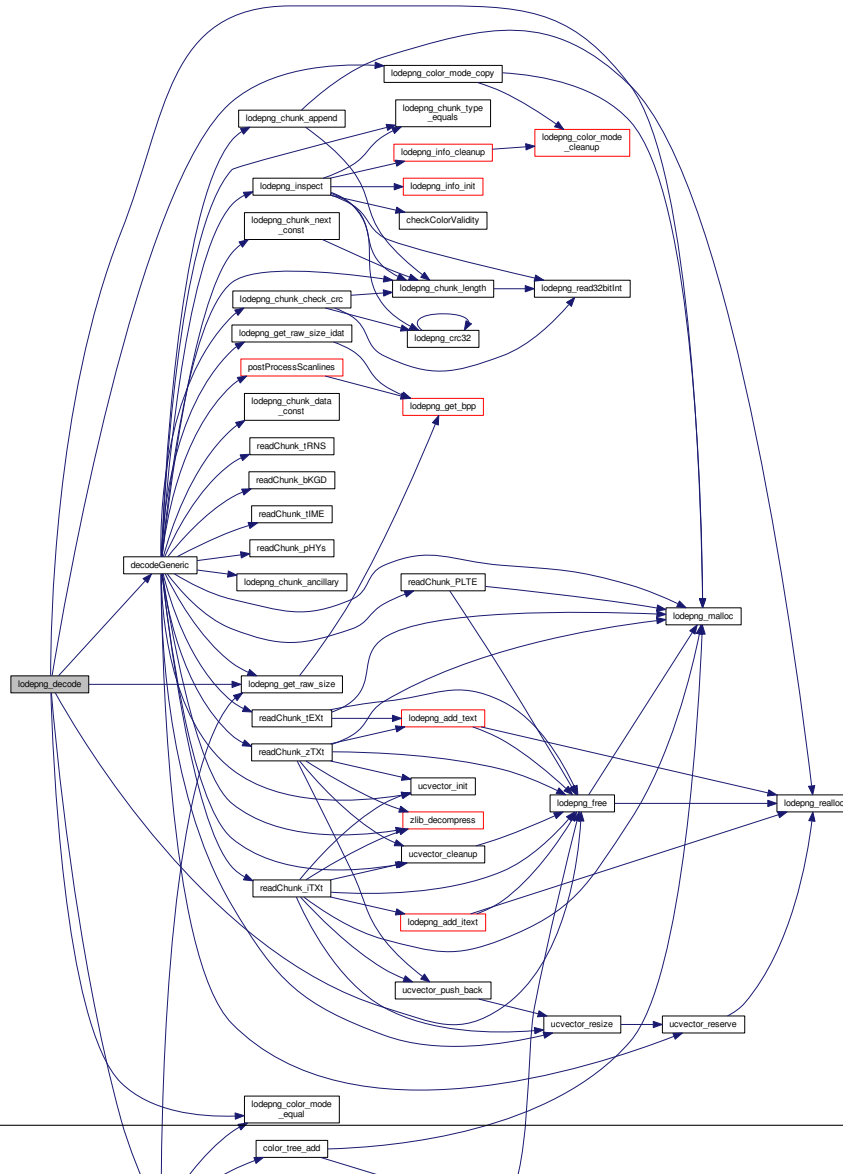 lodepng_color_mode_copy
lodepng_chunk_type
_equals
lodepng_chunk_append
lodepng_color_mode
_cleanup
lodepng_info_cleanup
lodepng_inspect
lodepng_info_init
checkColorValidity
lodepng_chunk_next
_const
lodepng_chunk_length
lodepng_read32bitInt
lodepng_chunk_check_crc
lodepng_get_raw_size_idat
lodepng_crc32
postProcessScanlines
lodepng_chunk_data
_const
lodepng_get_bpp
readChunk_tRNS
readChunk_bKGD
readChunk_tIME
readChunk_pHYs
decodeGeneric
lodepng_chunk_ancillary
readChunk_PLTE
lodepng_malloc
lodepng_decode
lodepng_get_raw_size
readChunk_tEXt
lodepng_add_text
readChunk_zTXt
ucvector_init
lodepng_free
lodepng_realloc
zlib_decompress
ucvector_cleanup
readChunk_iTXt
lodepng_add_itext
ucvector_push_back
ucvector_resize
ucvector_reserve
lodepng_color_mode
_equal
color_tree_add